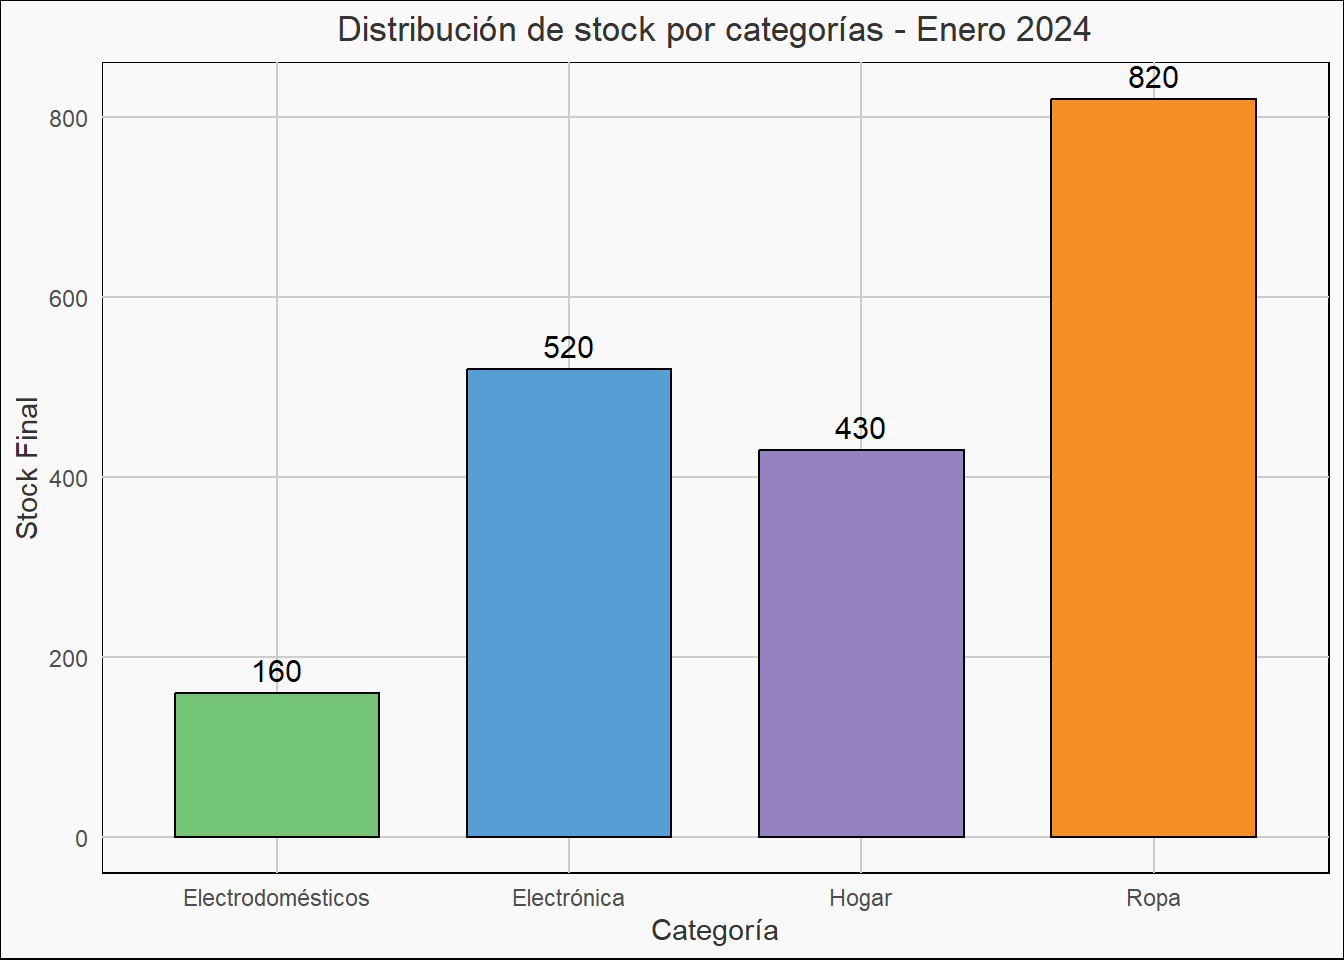 Distribución de stock por categorías - Enero 2024
820
800
600
520
430
Stock Final
400
200
160
0
Electrodomésticos
Electrónica
Hogar
Ropa
Categoría